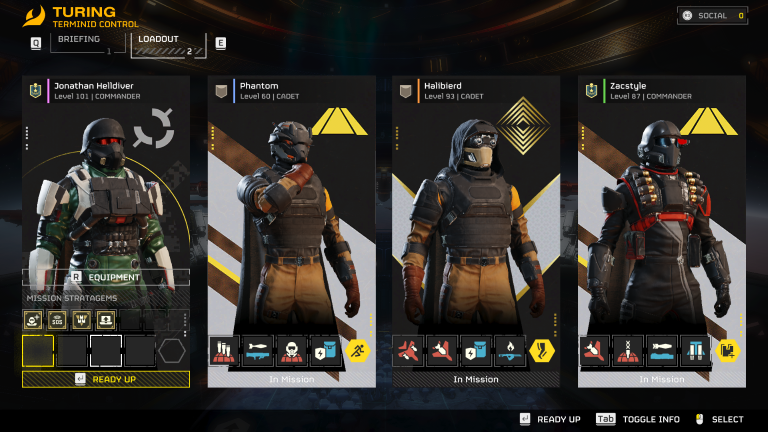 TURING
TERMINID CONTROL
SOCIAL 0
Q
BRIEFING
1
LOADOUT
2
E
Jonathan Helldiver
Level 101 | COMMANDER
Phantom
Level 60 | CADET
Halibierd
Level 93 | CADET
Zacstyle
Level 87 | COMMANDER
R EQUIPMENT
MISSION STRATAGEMS
SOS
READY UP
In Mission
In Mission
In Mission
READY UP
Tab TOGGLE INFO
SELECT